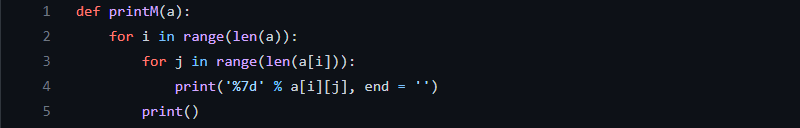 1 def printM(a):
2     for i in range(len(a)):
3         for j in range(len(a[i])):
4             print('%7d' % a[i][j], end = '')
5         print()